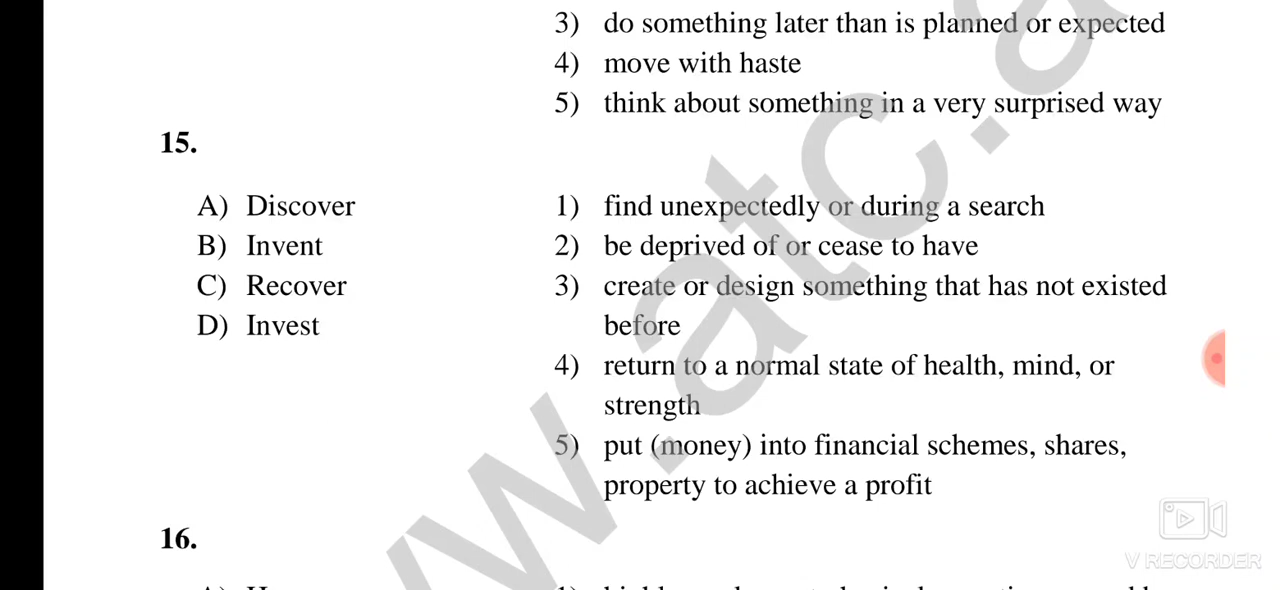 3) do something later than is planned or expected
4) move with haste
5) think about something in a very surprised way
15.
A) Discover
B) Invent
C) Recover
D) Invest
1) find unexpectedly or during a search
2) be deprived of or cease to have
3) create or design something that has not existed
before
4) return to a normal state of health, mind, or
strength
5) put (money) into financial schemes, shares,
property to achieve a profit
16.
w.atc.a
V RECORDER